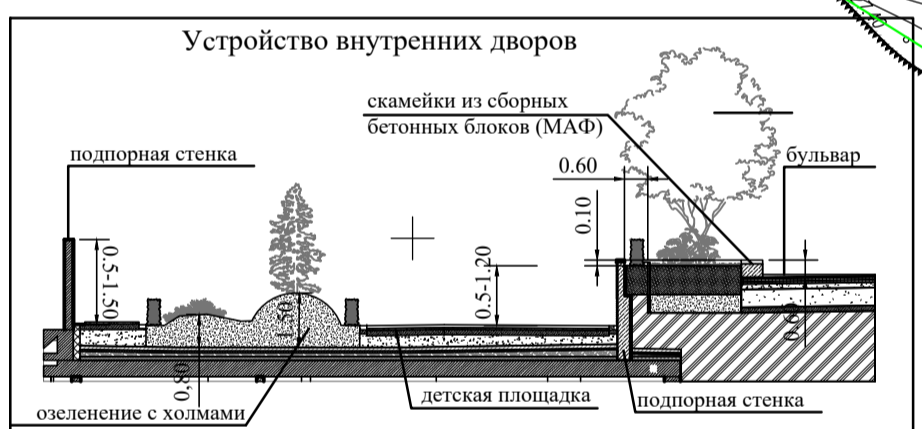 Устройство внутренних дворов
скамейки из сборных
бетонных блоков (МАФ)
подпорная стенка
бульвар
0.60
0.10
0.5-1.50
0.5-1.20
1,50
0,80
0.60
детская площадка
подпорная стенка
озеленение с холмами